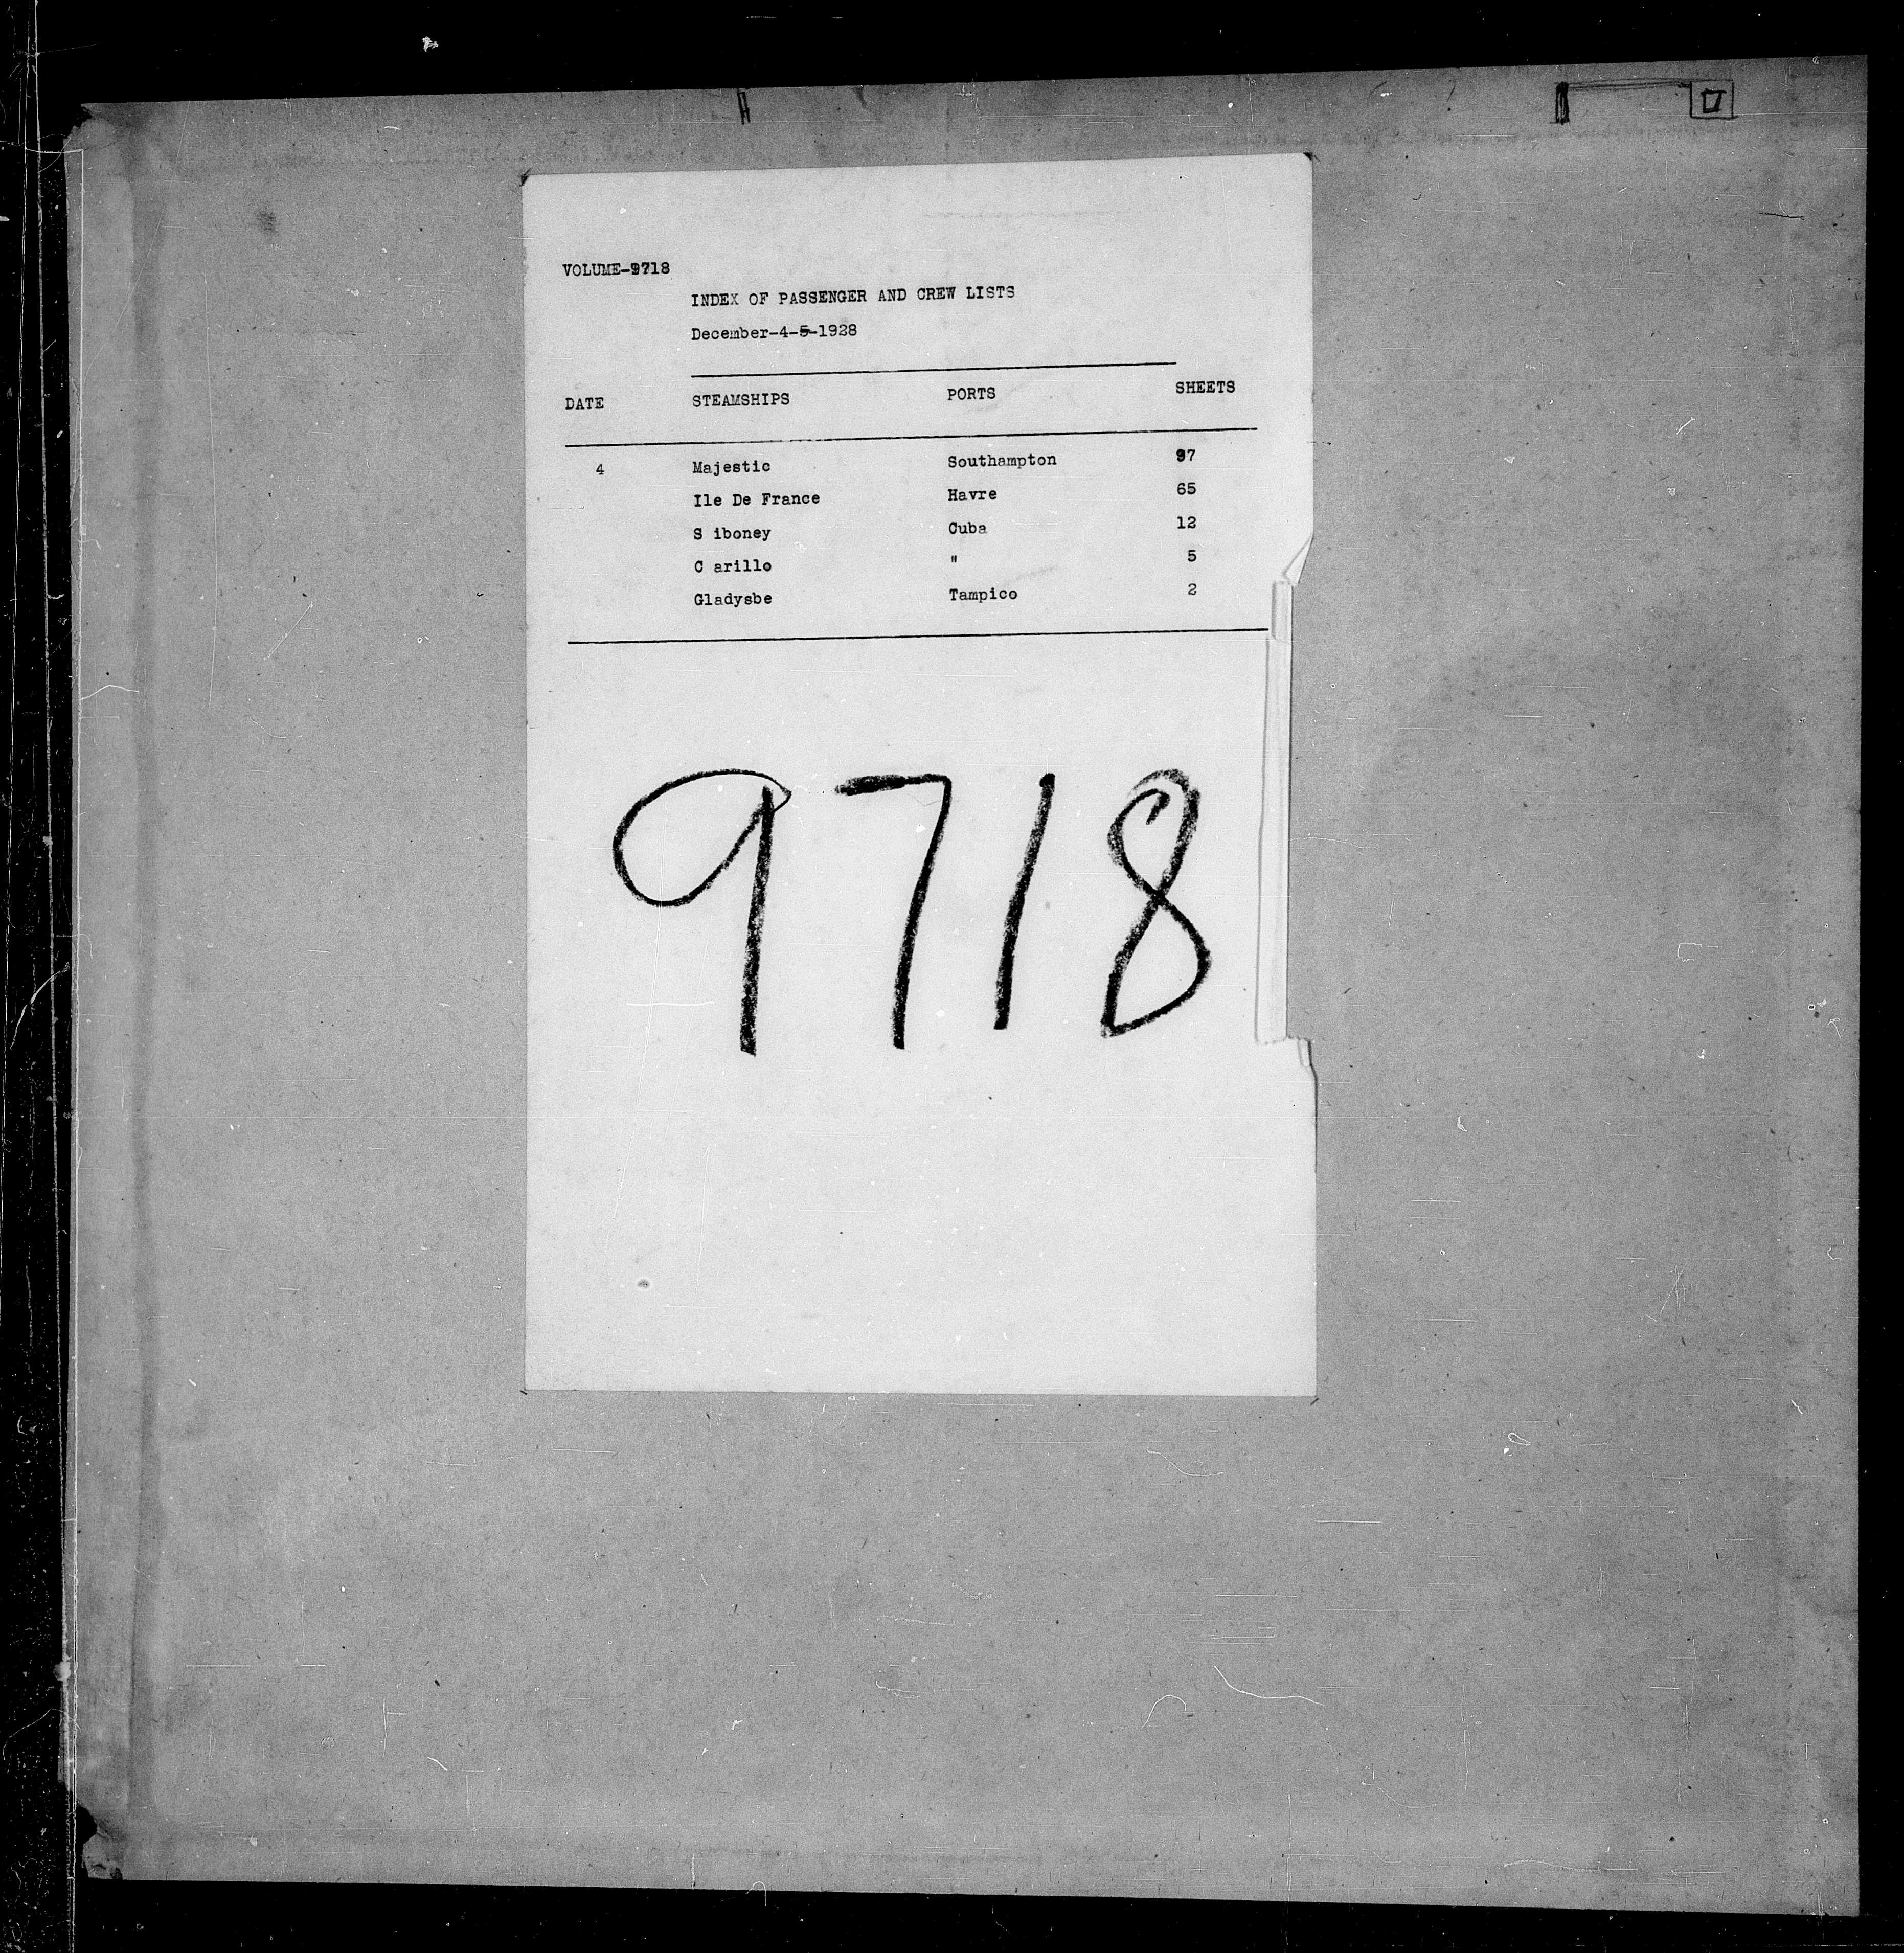 VOLUME-9718
INDEX OF PASSENGER AND CREW LISTS
December-4-5-1928
DATE STEAMSHIPS PORTS SHEETS
4 Majestic Southampton 97
Ile De France Havre 65
S iboney Cuba 12
C arillo " 5
Gladysbe Tampico 2
9718